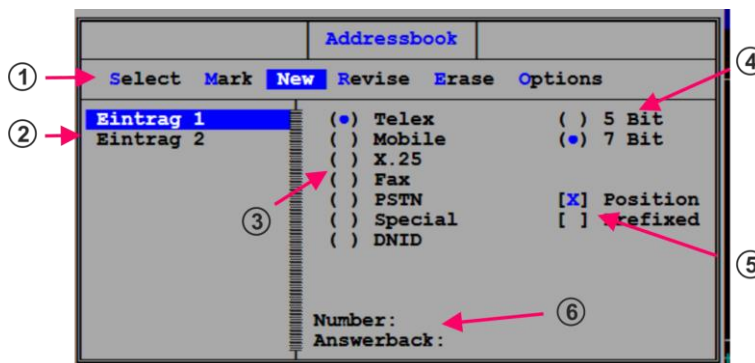 Addressbook
Select Mark New Revise Erase Options
Eintrag 1
Eintrag 2
(•) Telex
( ) Mobile
( ) X.25
( ) Fax
( ) PSTN
( ) Special
( ) DNID
( ) 5 Bit
(•) 7 Bit
[X] Position
[ ] Prefixed
Number:
Answerback:
1
2
3
4
5
6